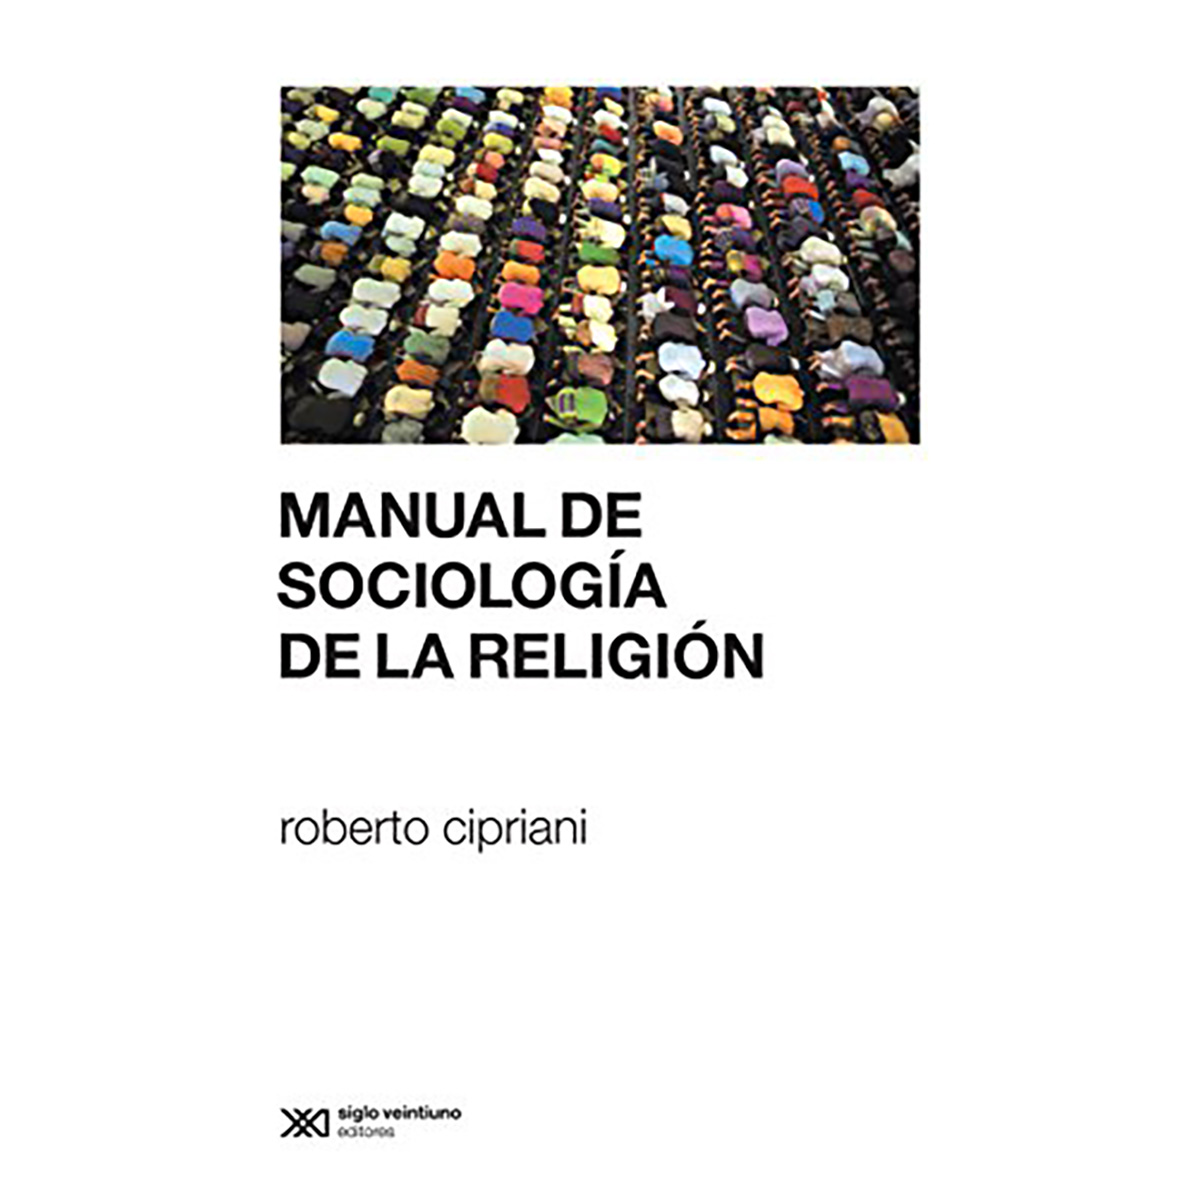 MANUAL DE
SOCIOLOGÍA
DE LA RELIGIÓN
roberto cipriani
siglo veintiuno
editores